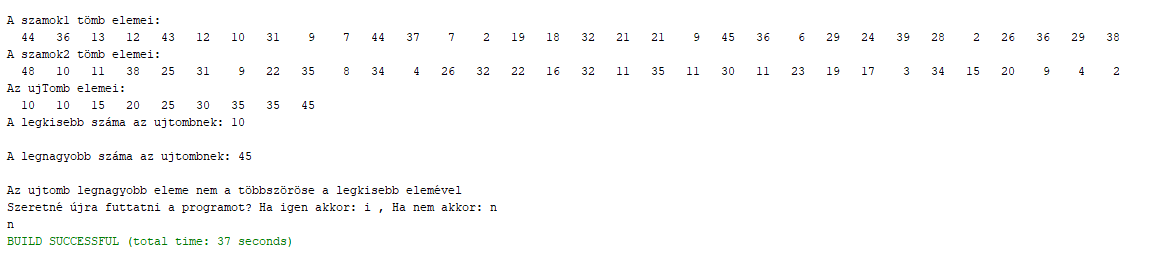 A szamok1 tömb elemei:
44 36 13 12 43 12 10 31 9 7 44 37 7 2 19 18 32 21 21 9 45 36 6 29 24 39 28 2 26 36 29 38
A szamok2 tömb elemei:
48 10 11 38 25 31 9 22 35 8 34 4 26 32 22 16 32 11 35 11 30 11 23 19 17 3 34 15 20 9 4 2
Az ujTomb elemei:
10 10 15 20 25 30 35 35 45
A legkisebb száma az ujtombnek: 10
A legnagyobb száma az ujtombnek: 45
Az ujtomb legnagyobb eleme nem a többszöröse a legkisebb elemével
Szeretné újra futtatni a programot? Ha igen akkor: i , Ha nem akkor: n
n
BUILD SUCCESSFUL (total time: 37 seconds)